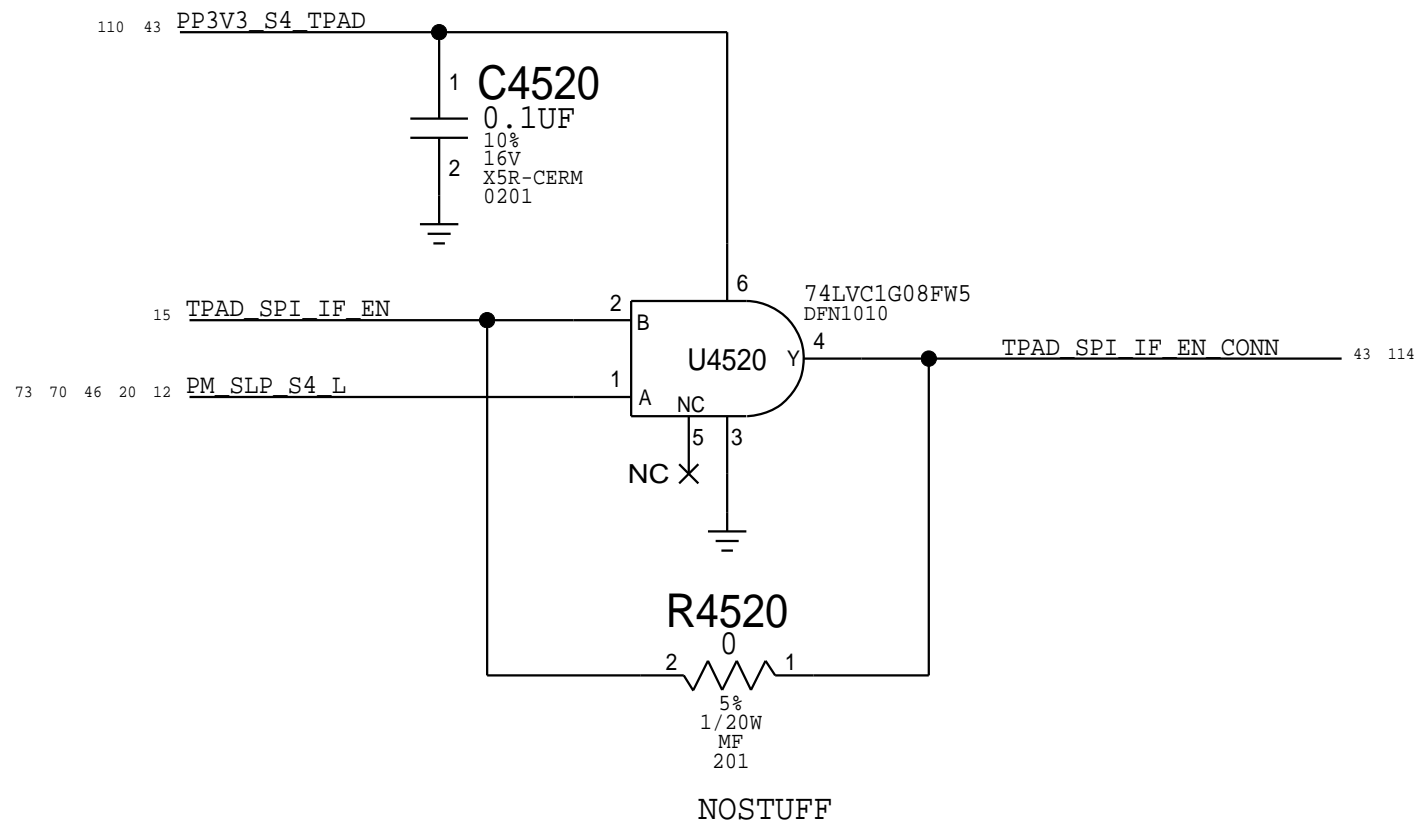 110 43 PP3V3_S4_TPAD
1 C4520
0.1UF
10%
16V
2
X5R-CERM
0201
6
74LVC1G08FW5
DFN1010
15 TPAD_SPI_IF_EN 2
B
U4520 Y 4
TPAD_SPI_IF_EN_CONN 43 114
73 70 46 20 12 PM_SLP_S4_L 1
A NC
5 3
NC
R4520
0
2 1
5%
1/20W
MF
201
NOSTUFF